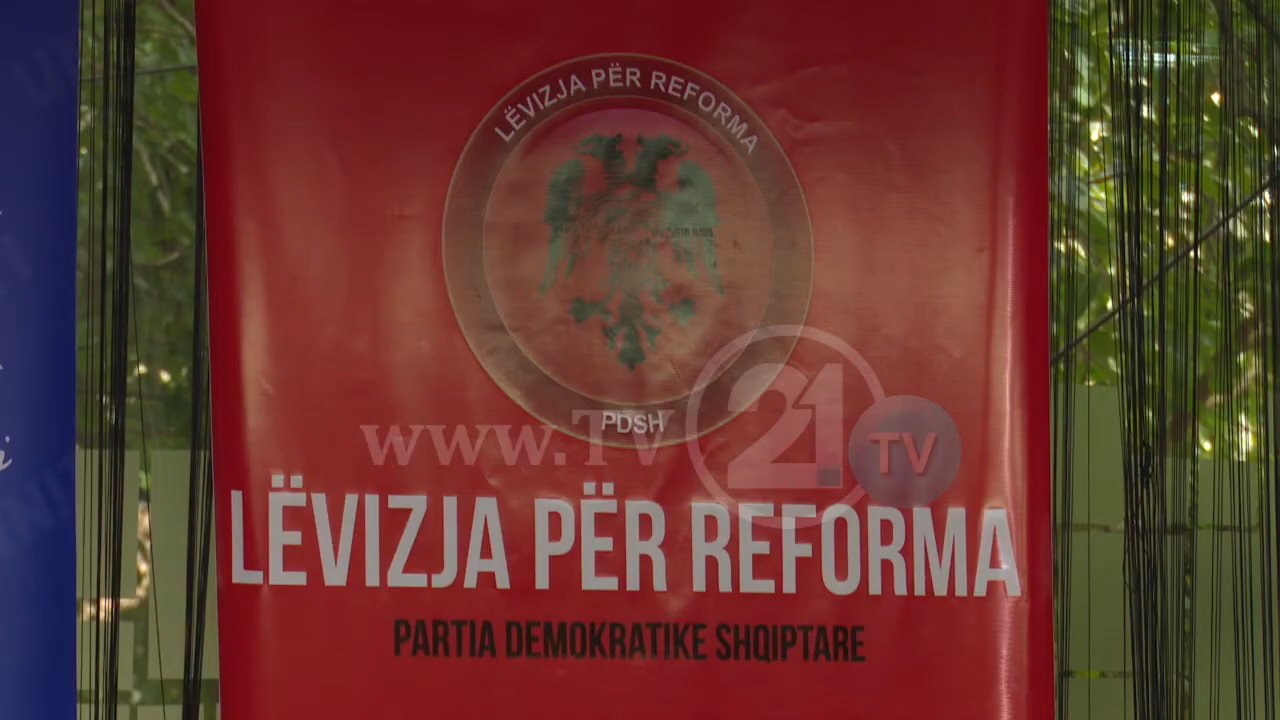 LËVIZJA PËR REFORMA
PDSH
www.TV21
TV
LËVIZJA PËR REFORMA
PARTIA DEMOKRATIKE SHQIPTARE